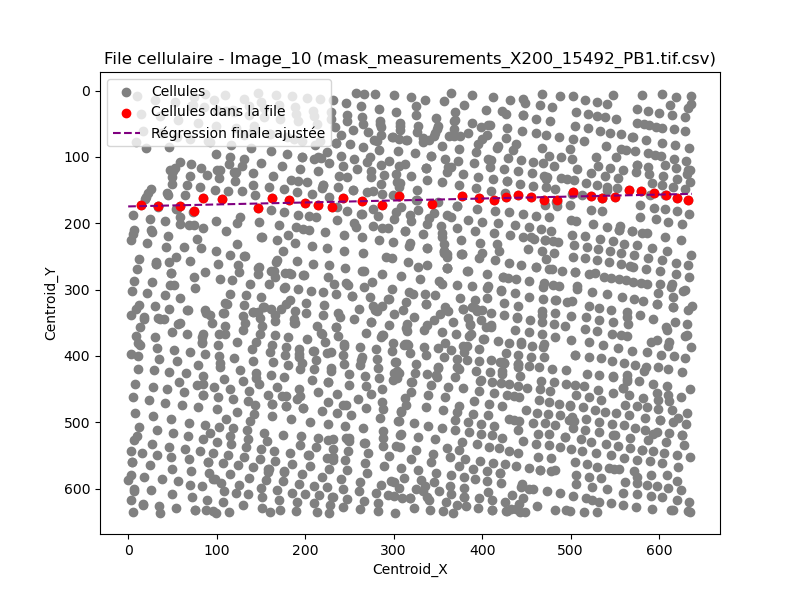 File cellulaire - Image_10 (mask_measurements_X200_15492_PB1.tif.csv)
Cellules
Cellules dans la file
Régression finale ajustée
0
100
200
300
400
500
600
Centroid_Y
0 100 200 300 400 500 600
Centroid_X